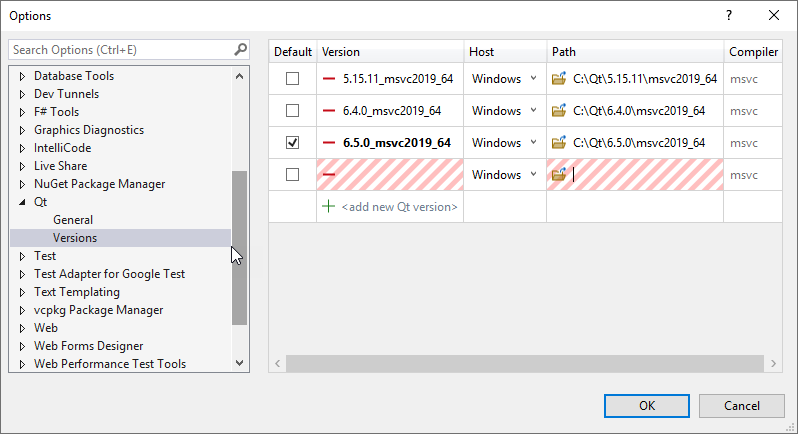 Options
Search Options (Ctrl+E)
Database Tools
Dev Tunnels
F# Tools
Graphics Diagnostics
IntelliCode
Live Share
NuGet Package Manager
Qt
General
Versions
Test
Test Adapter for Google Test
Text Templating
vcpkg Package Manager
Web
Web Forms Designer
Web Performance Test Tools
Default Version Host Path Compiler
5.15.11_msvc2019_64 Windows C:\Qt\5.15.11\msvc2019_64 msvc
6.4.0_msvc2019_64 Windows C:\Qt\6.4.0\msvc2019_64 msvc
6.5.0_msvc2019_64 Windows C:\Qt\6.5.0\msvc2019_64 msvc
Windows msvc
<add new Qt version>
OK Cancel